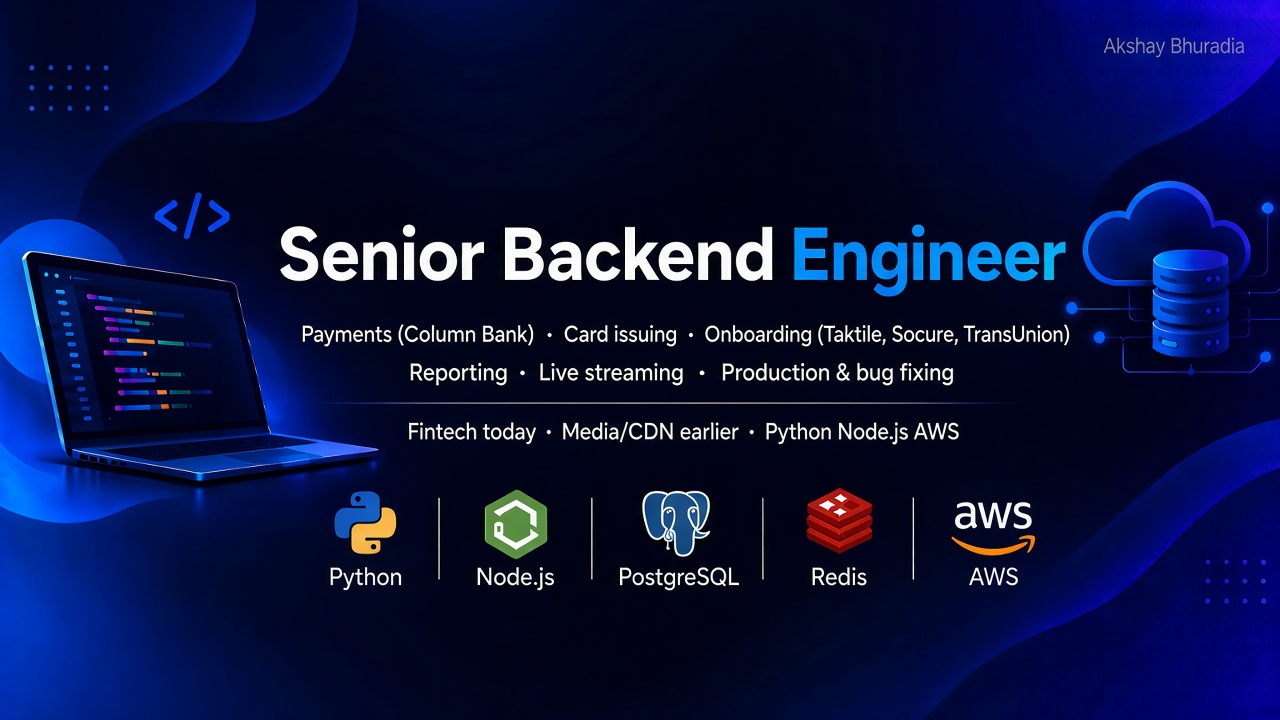 Akshay Bhuradia
</>
Senior Backend Engineer
Payments (Column Bank) • Card issuing • Onboarding (Taktile, Socure, TransUnion)
Reporting • Live streaming • Production & bug fixing
Fintech today • Media/CDN earlier • Python Node.js AWS
aws
Python
Node.js
PostgreSQL
Redis
AWS